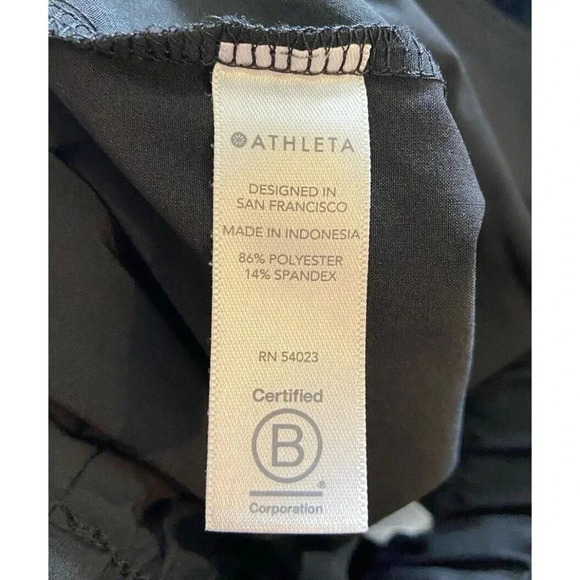 ATHLETA
DESIGNED IN
SAN FRANCISCO
MADE IN INDONESIA
86% POLYESTER
14% SPANDEX
RN 54023
Certified
B
®
Corporation